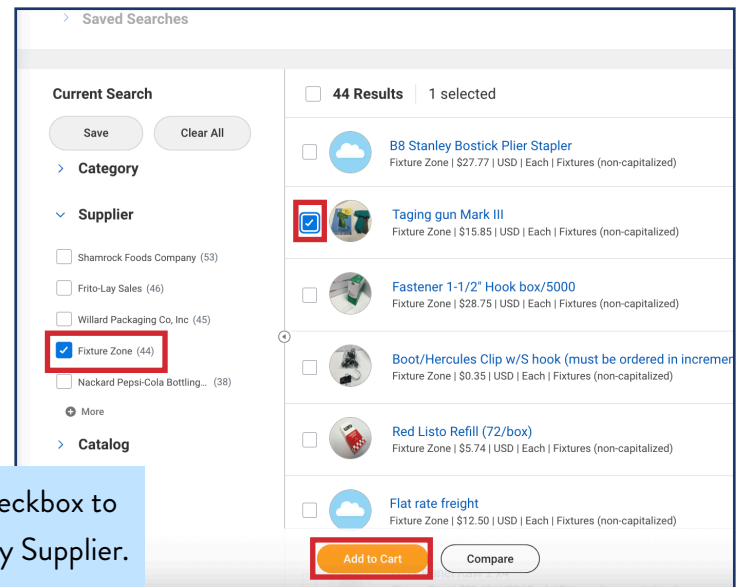 Saved Searches
Current Search
Save
Clear All
Category
Supplier
Shamrock Foods Company (53)
Frito-Lay Sales (46)
Willard Packaging Co, Inc (45)
Fixture Zone (44)
Nackard Pepsi-Cola Bottling... (38)
More
Catalog
eckbox to
y Supplier.
44 Results
1 selected
B8 Stanley Bostick Plier Stapler
Fixture Zone | $27.77 | USD | Each | Fixtures (non-capitalized)
Taging gun Mark III
Fixture Zone | $15.85 | USD | Each | Fixtures (non-capitalized)
Fastener 1-1/2" Hook box/5000
Fixture Zone | $28.75 | USD | Each | Fixtures (non-capitalized)
Boot/Hercules Clip w/S hook (must be ordered in incremen
Fixture Zone | $0.35 | USD | Each | Fixtures (non-capitalized)
Red Listo Refill (72/box)
Fixture Zone | $5.74 | USD | Each | Fixtures (non-capitalized)
Flat rate freight
Fixture Zone | $12.50 | USD | Each | Fixtures (non-capitalized)
Add to Cart
Compare